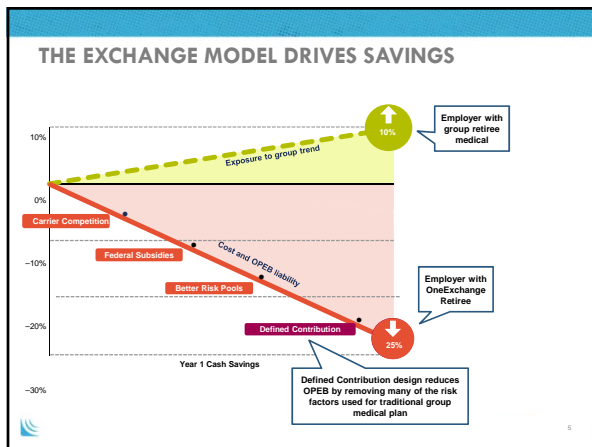 THE EXCHANGE MODEL DRIVES SAVINGS
10%
0%
–10%
–20%
–30%
10%
Exposure to group trend
Employer with
group retiree
medical
Carrier Competition
Federal Subsidies
Cost and OPEB liability
Better Risk Pools
Defined Contribution
Employer with
OneExchange
Retiree
25%
Year 1 Cash Savings
Defined Contribution design reduces
OPEB by removing many of the risk
factors used for traditional group
medical plan
5